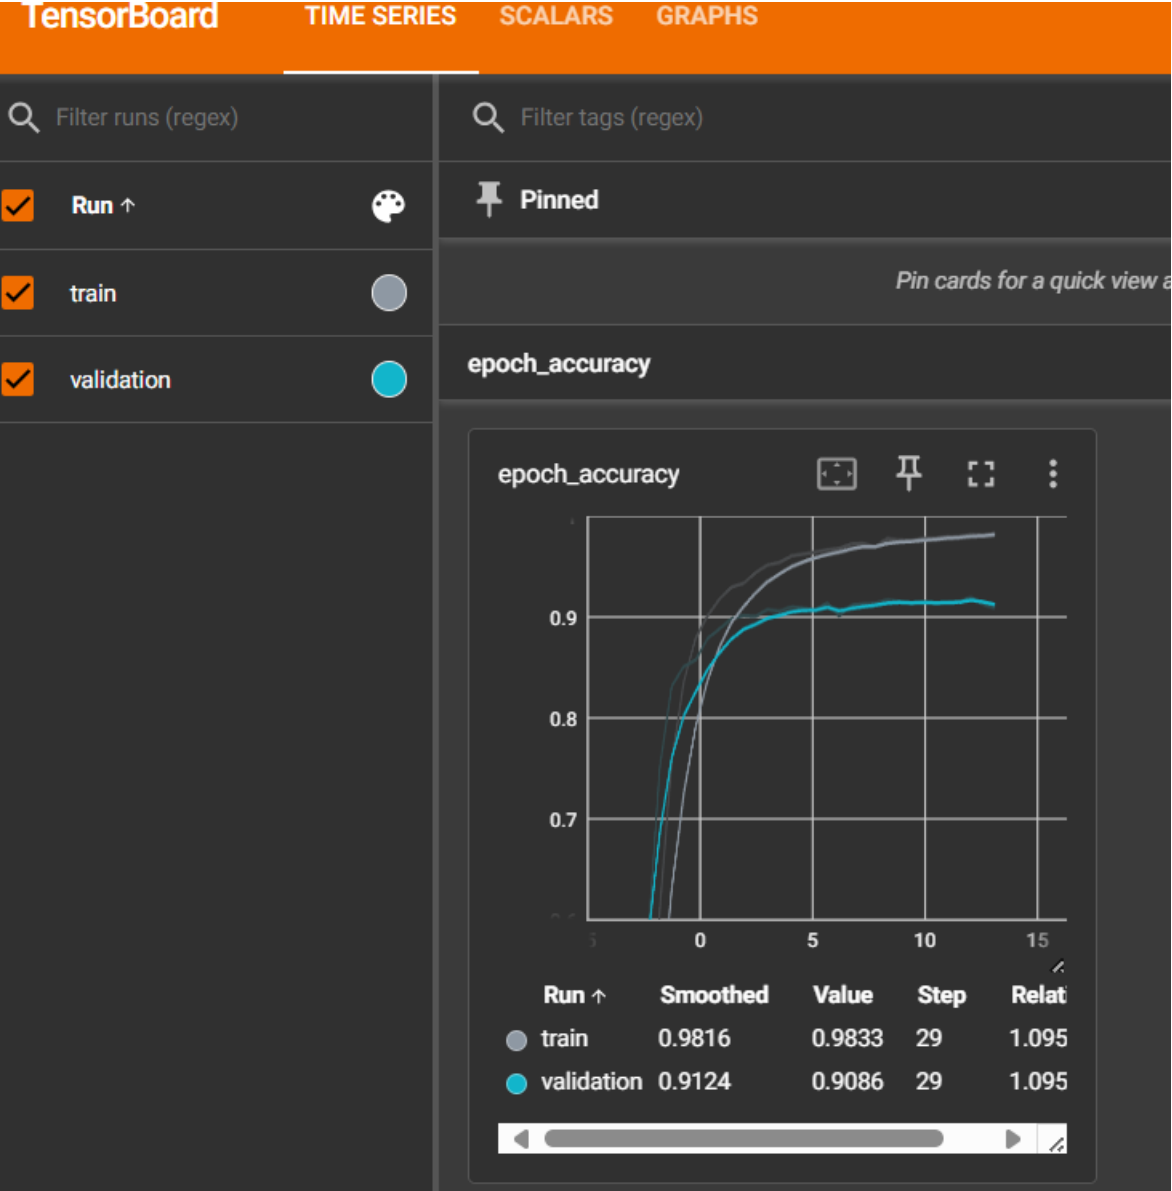 TensorBoard TIME SERIES SCALARS GRAPHS
Filter runs (regex)
Filter tags (regex)
Run ↑
Pinned
train
Pin cards for a quick view a
validation
epoch_accuracy
epoch_accuracy
0.9
0.8
0.7
5 0 5 10 15
Run ↑ Smoothed Value Step Relati
train 0.9816 0.9833 29 1.095
validation 0.9124 0.9086 29 1.095